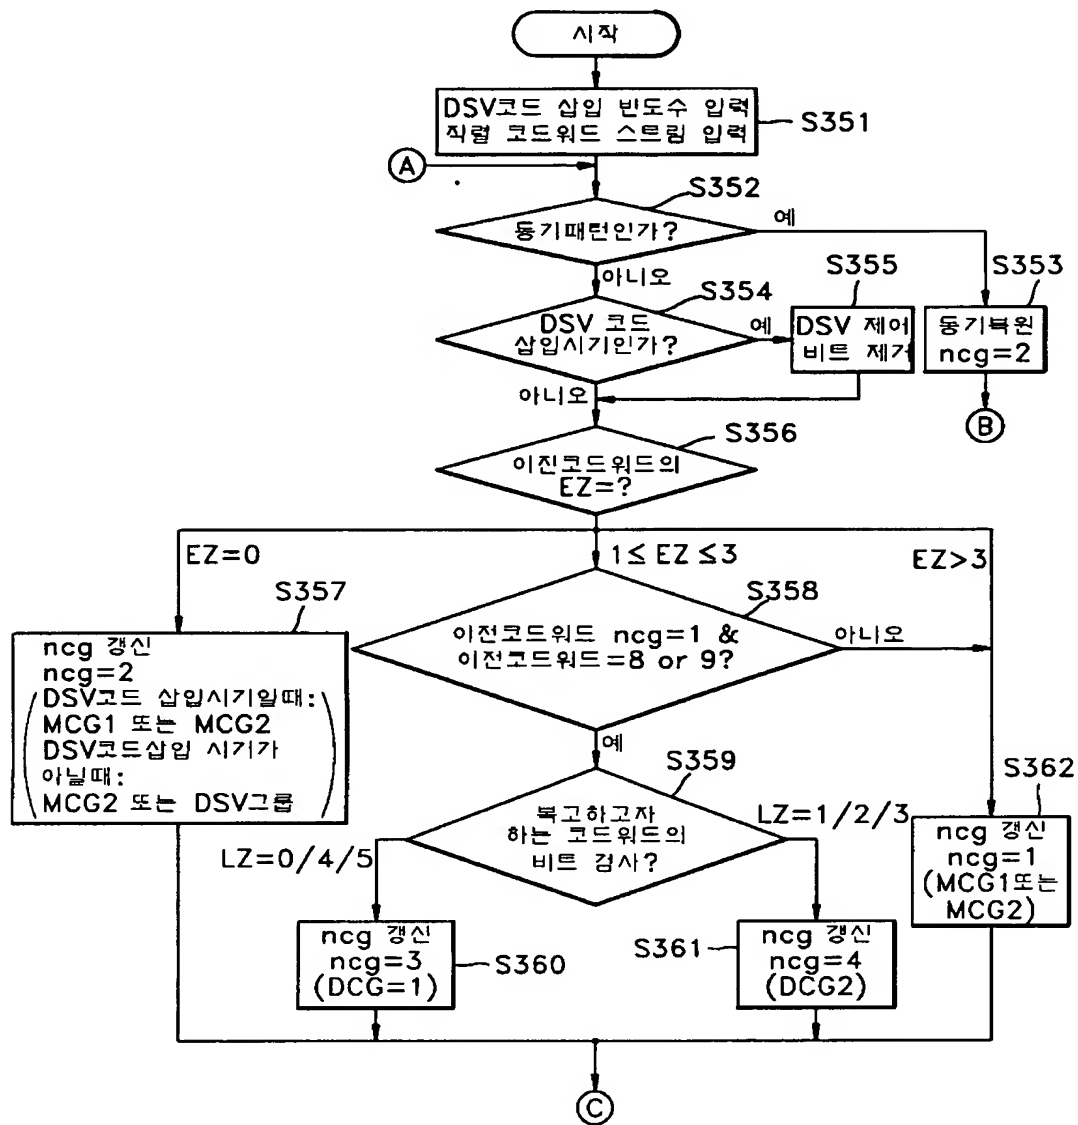 시작
DSV코드 삽입 빈도수 입력
직렬 코드워드 스트림 입력
S351
A
S352
동기패턴인가?
예
아니오
S353
동기복원
ncg=2
B
S354
DSV 코드
삽입시기인가?
예
아니오
S355
DSV 제어
비트 제거
S356
이진코드워드의
EZ=?
EZ=0
1≤ EZ ≤3
EZ>3
S357
ncg 갱신
ncg=2
(DSV코드 삽입시기일때:
MCG1 또는 MCG2
DSV코드삽입 시기가
아닐때:
MCG2 또는 DSV그룹)
S358
이전코드워드 ncg=1 &
이전코드워드=8 or 9?
아니오
예
S359
복고하고자
하는 코드워드의
비트 검사?
LZ=0/4/5
LZ=1/2/3
S360
ncg 갱신
ncg=3
(DCG=1)
S361
ncg 갱신
ncg=4
(DCG2)
S362
ncg 갱신
ncg=1
(MCG1또는
MCG2)
C